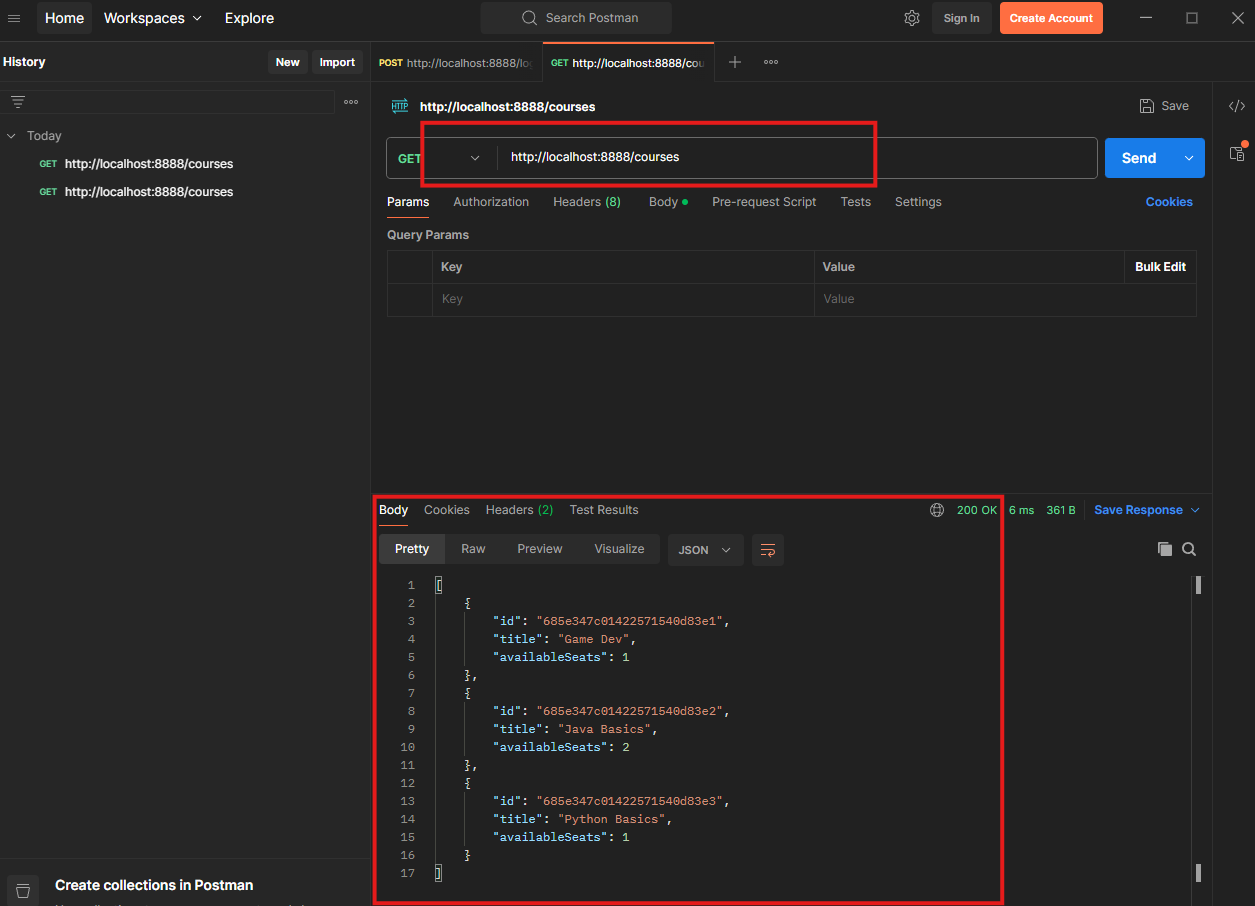 Home Workspaces Explore Search Postman Sign In Create Account
History New Import
POST http://localhost:8888/lo GET http://localhost:8888/cou
HTTP http://localhost:8888/courses Save
Today
GET http://localhost:8888/courses
GET http://localhost:8888/courses
GET http://localhost:8888/courses Send
Params Authorization Headers (8) Body Pre-request Script Tests Settings Cookies
Query Params
Key Value Bulk Edit
Key Value
Body Cookies Headers (2) Test Results 200 OK 6 ms 361 B Save Response
Pretty Raw Preview Visualize JSON
1 [
2 {
3 "id": "685e347c01422571540d83e1",
4 "title": "Game Dev",
5 "availableSeats": 1
6 },
7 {
8 "id": "685e347c01422571540d83e2",
9 "title": "Java Basics",
10 "availableSeats": 2
11 },
12 {
13 "id": "685e347c01422571540d83e3",
14 "title": "Python Basics",
15 "availableSeats": 1
16 }
17 ]
Create collections in Postman